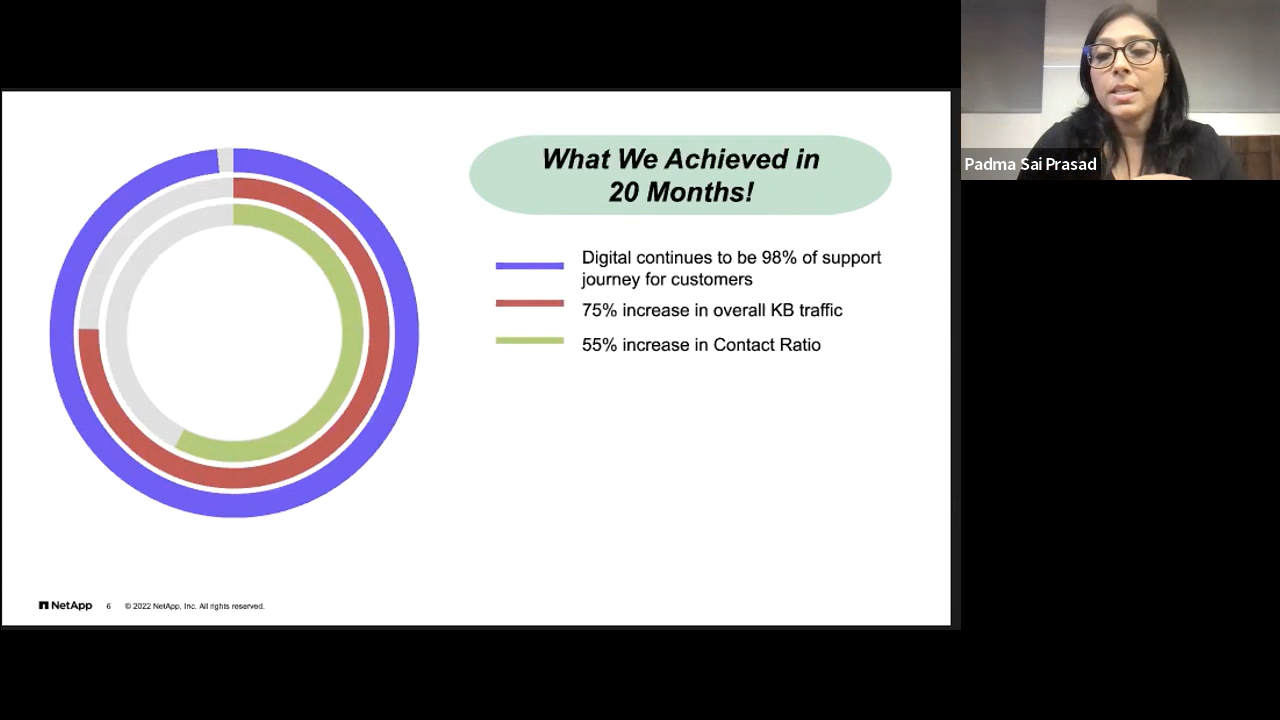 What We Achieved in
20 Months!
Digital continues to be 98% of support
journey for customers
75% increase in overall KB traffic
55% increase in Contact Ratio
NetApp 6 © 2022 NetApp, Inc. All rights reserved.
Padma Sai Prasad